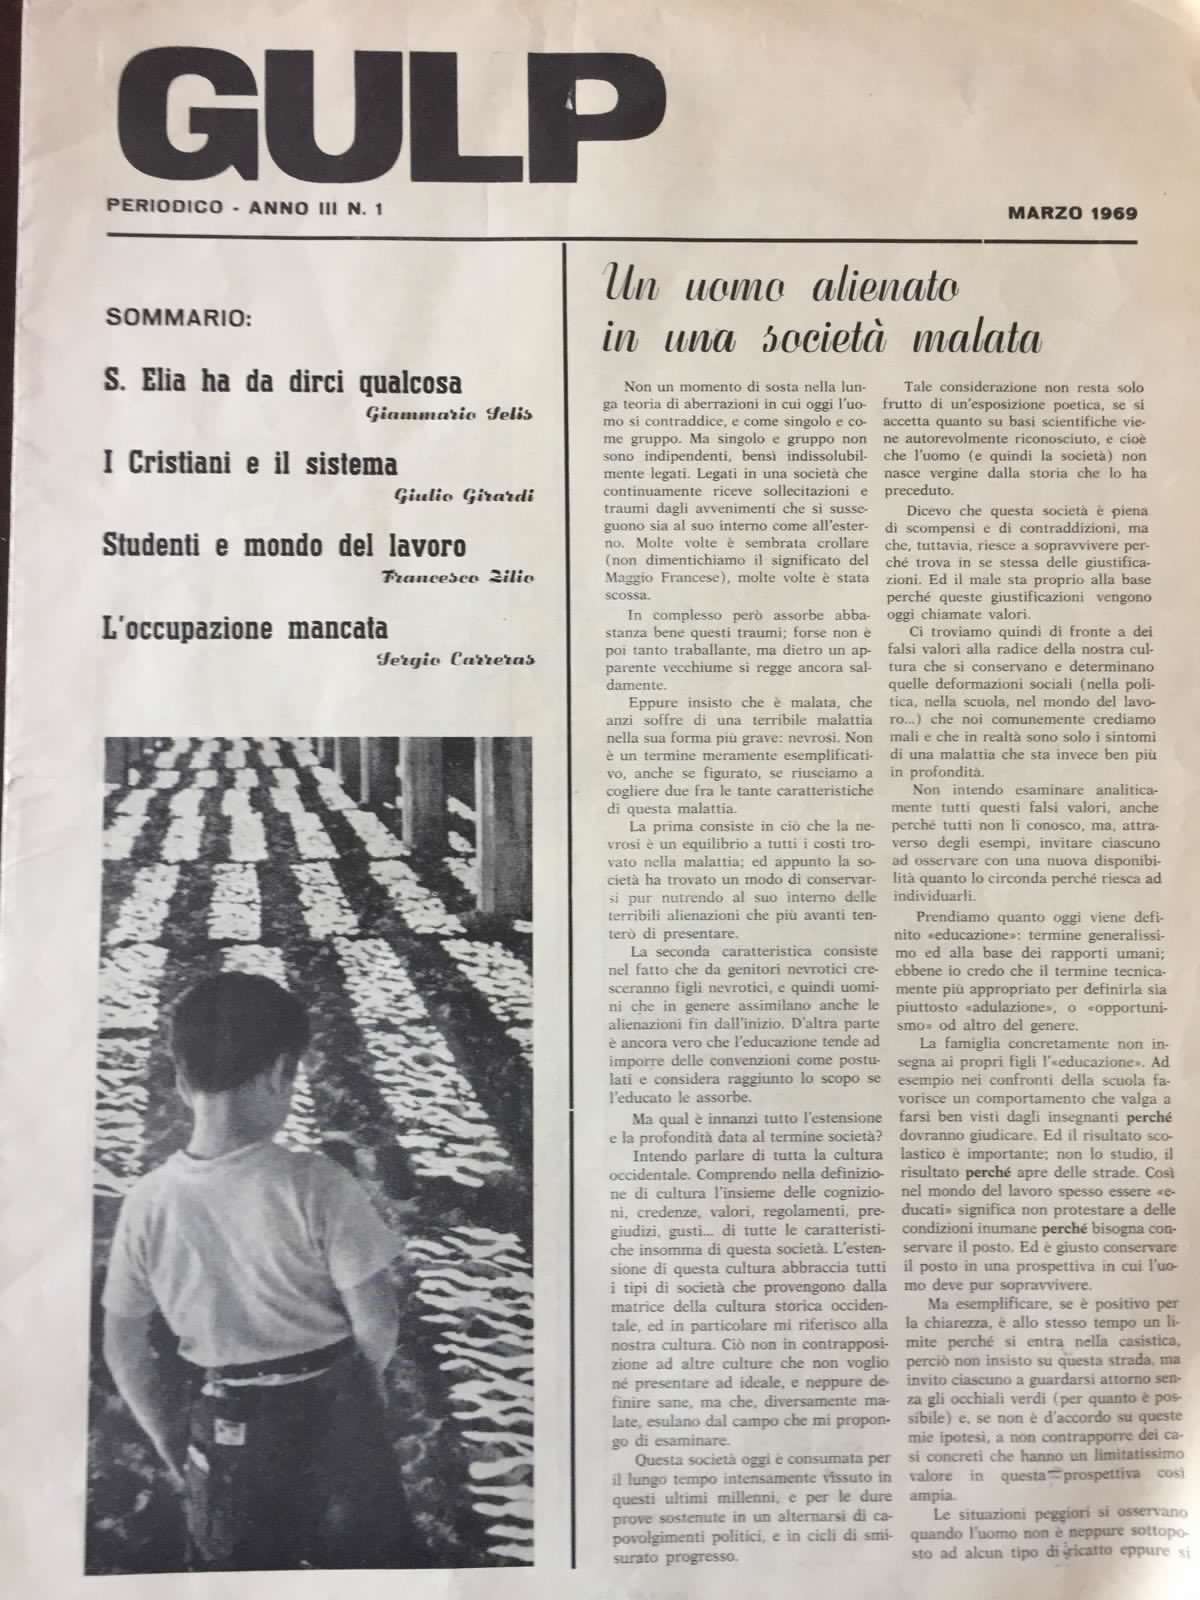 GULP
PERIODICO - ANNO III N. 1
MARZO 1969
SOMMARIO:
S. Elia ha da dirci qualcosa
Giammario Selis
I Cristiani e il sistema
Giulio Girardi
Studenti e mondo del lavoro
Francesco Zilio
L'occupazione mancata
Sergio Carreras
Un uomo alienato
in una società malata
Non un momento di sosta nella lun-
ga teoria di aberrazioni in cui oggi l'uo-
mo si contraddice, e come singolo e co-
me gruppo. Ma singolo e gruppo non
sono indipendenti, bensì indissolubil-
mente legati. Legati in una società che
continuamente riceve sollecitazioni e
traumi dagli avvenimenti che si susse-
guono sia al suo interno come all'ester-
no. Molte volte è sembrata crollare
(non dimentichiamo il significato del
Maggio Francese), molte volte è stata
scossa.
In complesso però assorbe abba-
stanza bene questi traumi; forse non è
poi tanto traballante, ma dietro un ap-
parente vecchiume si regge ancora sal-
damente.
Eppure insisto che è malata, che
anzi soffre di una terribile malattia
nella sua forma più grave: nevrosi. Non
è un termine meramente esemplificati-
vo, anche se figurato, se riusciamo a
cogliere due fra le tante caratteristiche
di questa malattia.
La prima consiste in ciò che la ne-
vrosi è un equilibrio a tutti i costi tro-
vato nella malattia; ed appunto la so-
cietà ha trovato un modo di conservar-
si pur nutrendo al suo interno delle
terribili alienazioni che più avanti ten-
terò di presentare.
La seconda caratteristica consiste
nel fatto che da genitori nevrotici cre-
sceranno figli nevrotici, e quindi uomi-
ni che in genere assimilano anche le
alienazioni fin dall'inizio. D'altra parte
è ancora vero che l'educazione tende ad
imporre delle convenzioni come postu-
lati e considera raggiunto lo scopo se
l'educato le assorbe.
Ma qual è innanzi tutto l'estensione
e la profondità data al termine società?
Intendo parlare di tutta la cultura
occidentale. Comprendo nella definizio-
ne di cultura l'insieme delle cognizio-
ni, credenze, valori, regolamenti, pre-
giudizi, gusti... di tutte le caratteristi-
che insomma di questa società. L'esten-
sione di questa cultura abbraccia tutti
i tipi di società che provengono dalla
matrice della cultura storica occiden-
tale, ed in particolare mi riferisco alla
nostra cultura. Ciò non in contrapposi-
zione ad altre culture che non voglio
né presentare ad ideale, e neppure de-
finire sane, ma che, diversamente ma-
late, esulano dal campo che mi propon-
go di esaminare.
Questa società oggi è consumata per
il lungo tempo intensamente vissuto in
questi ultimi millenni, e per le dure
prove sostenute in un alternarsi di ca-
povolgimenti politici, e in cicli di smi-
surato progresso.
Tale considerazione non resta solo
frutto di un'esposizione poetica, se si
accetta quanto su basi scientifiche vie-
ne autorevolmente riconosciuto, e cioè
che l'uomo (e quindi la società) non
nasce vergine dalla storia che lo ha
preceduto.
Dicevo che questa società è piena
di scompensi e di contraddizioni, ma
che, tuttavia, riesce a sopravvivere per-
ché trova in se stessa delle giustifica-
zioni. Ed il male sta proprio alla base
perché queste giustificazioni vengono
oggi chiamate valori.
Ci troviamo quindi di fronte a dei
falsi valori alla radice della nostra cul-
tura che si conservano e determinano
quelle deformazioni sociali (nella poli-
tica, nella scuola, nel mondo del lavo-
ro...) che noi comunemente crediamo
mali e che in realtà sono solo i sintomi
di una malattia che sta invece ben più
in profondità.
Non intendo esaminare analitica-
mente tutti questi falsi valori, anche
perché tutti non li conosco, ma, attra-
verso degli esempi, invitare ciascuno
ad osservare con una nuova disponibi-
lità quanto lo circonda perché riesca ad
individuarli.
Prendiamo quanto oggi viene defi-
nito «educazione»: termine generalissi-
mo ed alla base dei rapporti umani;
ebbene io credo che il termine tecnica-
mente più appropriato per definirla sia
piuttosto «adulazione», o «opportuni-
smo» od altro del genere.
La famiglia concretamente non in-
segna ai propri figli l'«educazione». Ad
esempio nei confronti della scuola fa-
vorisce un comportamento che valga a
farsi ben visti dagli insegnanti perché
dovranno giudicare. Ed il risultato sco-
lastico è importante; non lo studio, il
risultato perché apre delle strade. Così
nel mondo del lavoro spesso essere «e-
ducati» significa non protestare a delle
condizioni inumane perché bisogna con-
servare il posto. Ed è giusto conservare
il posto in una prospettiva in cui l'uo-
mo deve pur sopravvivere.
Ma esemplificare, se è positivo per
la chiarezza, è allo stesso tempo un li-
mite perché si entra nella casistica,
perciò non insisto su questa strada, ma
invito ciascuno a guardarsi attorno sen-
za gli occhiali verdi (per quanto è pos-
sibile) e, se non è d'accordo su queste
mie ipotesi, a non contrapporre dei ca-
si concreti che hanno un limitatissimo
valore in questa prospettiva così
ampia.
Le situazioni peggiori si osservano
quando l'uomo non è neppure sottopo-
sto ad alcun tipo di ricatto eppure si